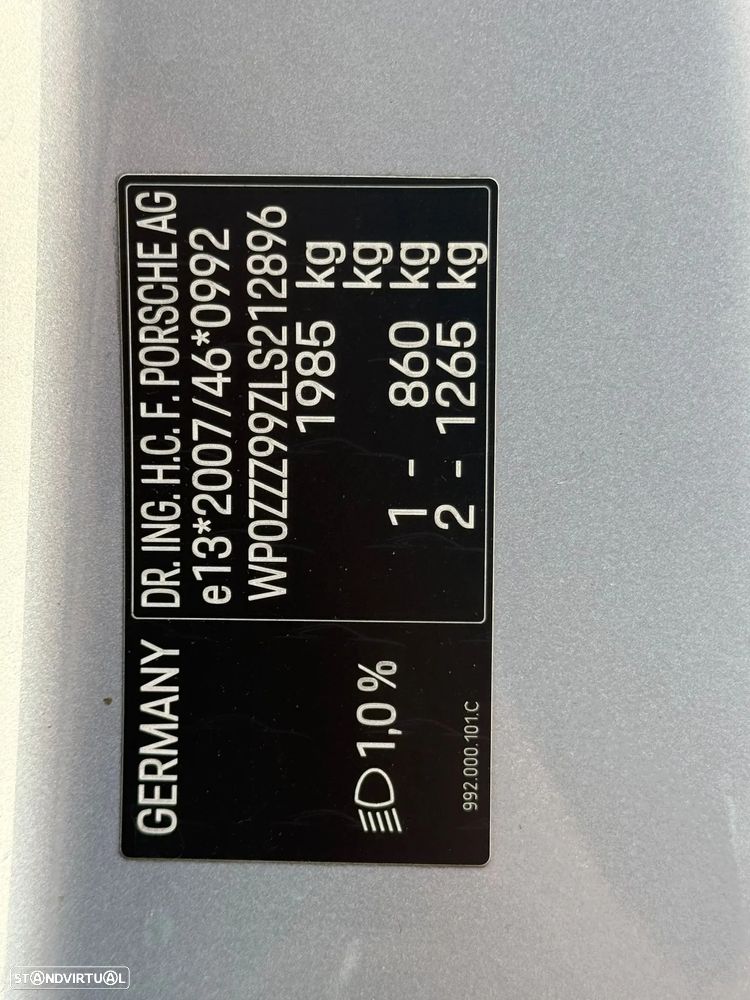 GERMANY
DR. ING. H.C. F. PORSCHE AG
e13*2007/46*0992
WP0ZZZ99ZLS212896
1985 kg
kg
1 - 860 kg
2 - 1265 kg
1,0 %
992.000.101.C
STANDVIRTUAL